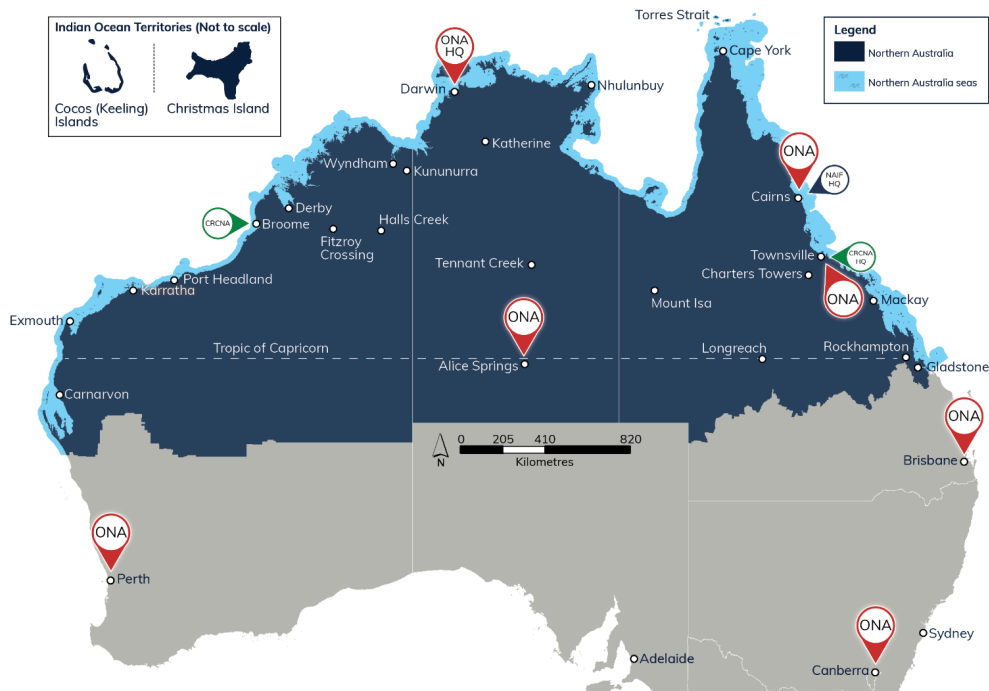 Indian Ocean Territories (Not to scale)
Cocos (Keeling)
Islands
Christmas Island
Torres Strait
Legend
Northern Australia
Northern Australia seas
ONA
HQ
Cape York
Darwin
Nhulunbuy
Katherine
ONA
Wyndham
Kununurra
NAIF
HQ
Cairns
Derby
CRCNA
Broome
Halls Creek
Fitzroy
Crossing
Townsville
CRCNA
HQ
Tennant Creek
Charters Towers
Port Headland
Karratha
Mount Isa
ONA
Mackay
Exmouth
ONA
Tropic of Capricorn
Longreach
Rockhampton
Alice Springs
Gladstone
Carnarvon
ONA
0 205 410 820
Kilometres
N
Brisbane
ONA
Perth
ONA
Sydney
Adelaide
Canberra